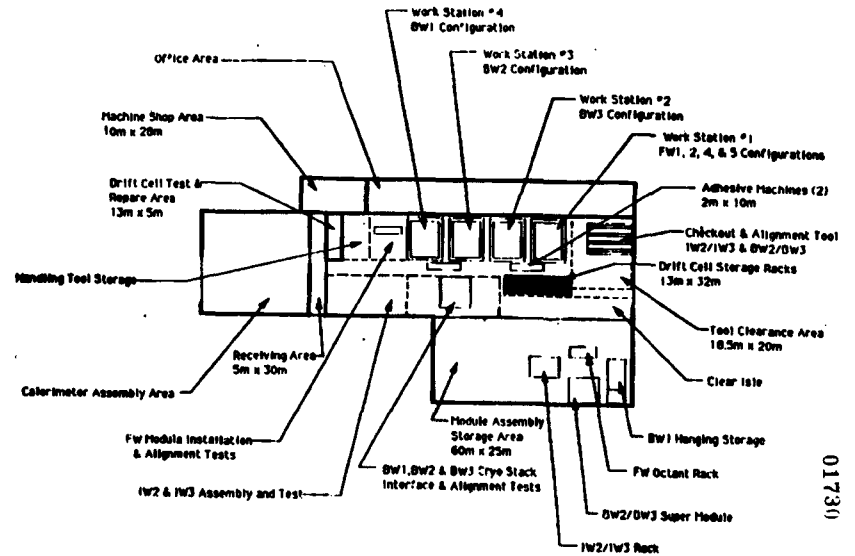 Work Station #4
BW1 Configuration
Office Area
Work Station #3
BW2 Configuration
Machine Shop Area
10m x 28m
Work Station #2
BW3 Configuration
Work Station #1
FW1, 2, 4, & 5 Configurations
Drift Cell Test &
Repare Area
13m x 5m
Adhesive Machines (2)
2m x 10m
Checkout & Alignment Tool
IW2/IW3 & BW2/BW3
Handling Tool Storage
Drift Cell Storage Racks
13m x 32m
Tool Clearance Area
18.5m x 20m
Receiving Area
5m x 30m
Calorimeter Assembly Area
Clear Isle
FW Module Installation
& Alignment Tests
Module Assembly
Storage Area
60m x 25m
BW1 Hanging Storage
BW1, BW2 & BW3 Cryo Stack
Interface & Alignment Tests
FW Octant Rack
IW2 & IW3 Assembly and Test
BW2/BW3 Super Module
IW2/IW3 Rack
01730